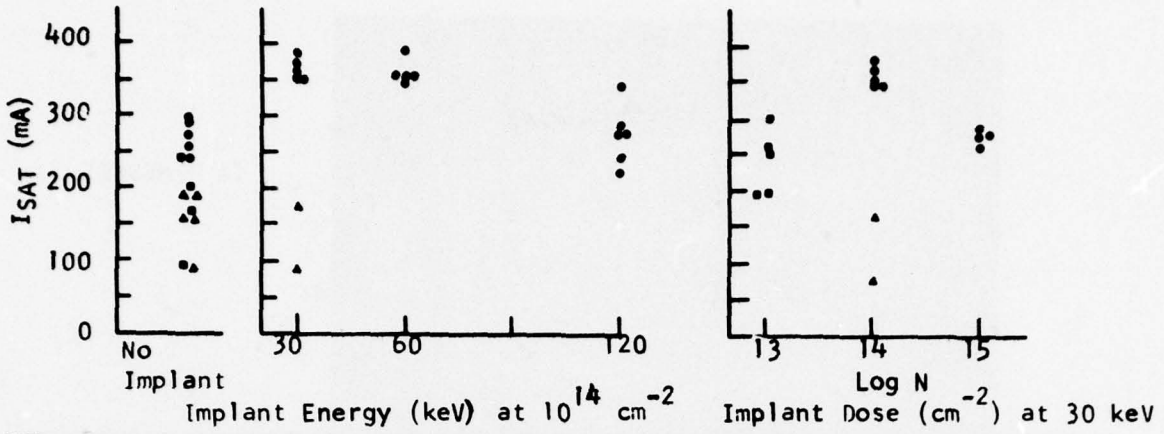 400
300
200
100
0
I_SAT (mA)
No
Implant
30 60 120
Implant Energy (keV) at 10^14 cm^-2
13 14 15
Log N
Implant Dose (cm^-2) at 30 keV